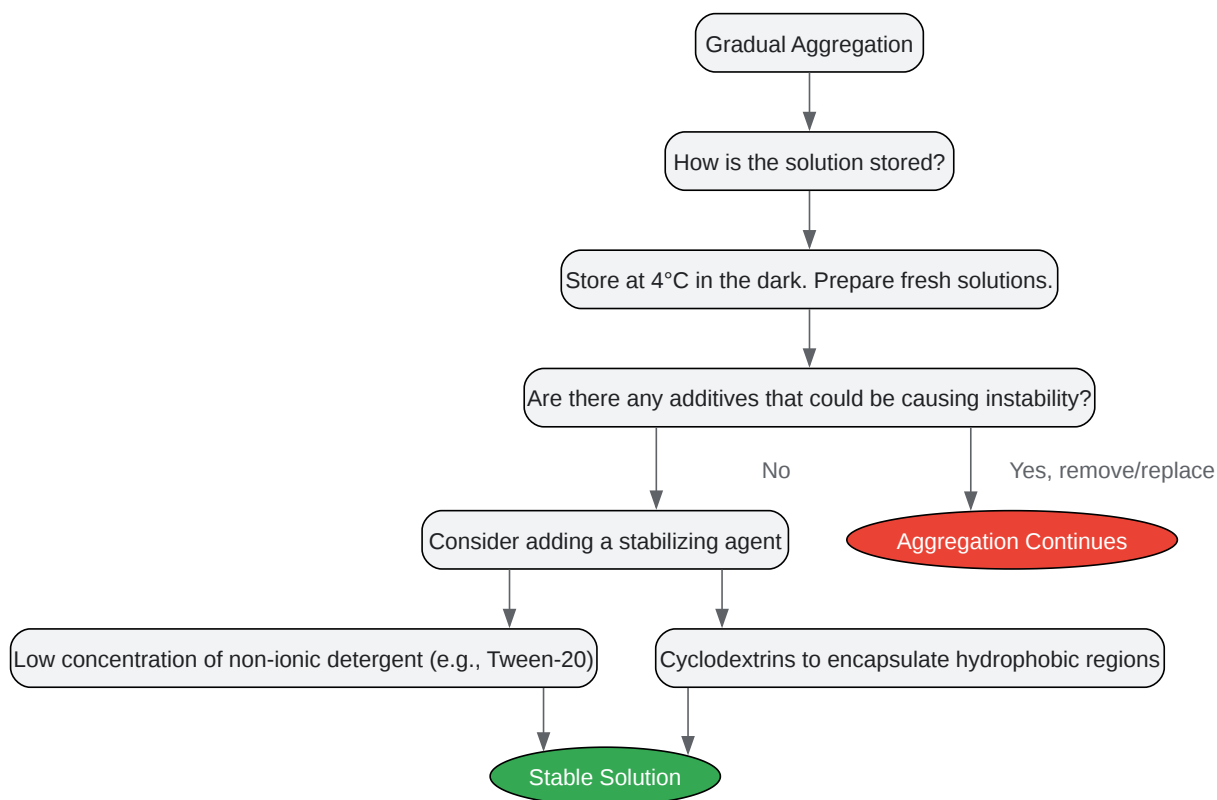 Gradual Aggregation
How is the solution stored?
Store at 4°C in the dark. Prepare fresh solutions.
Are there any additives that could be causing instability?
No
Yes, remove/replace
Consider adding a stabilizing agent
Aggregation Continues
Low concentration of non-ionic detergent (e.g., Tween-20)
Cyclodextrins to encapsulate hydrophobic regions
Stable Solution